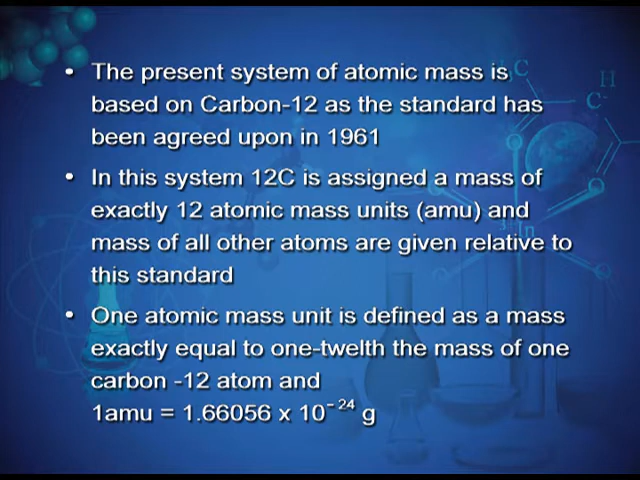 • The present system of atomic mass is
based on Carbon-12 as the standard has
been agreed upon in 1961
• In this system 12C is assigned a mass of
exactly 12 atomic mass units (amu) and
mass of all other atoms are given relative to
this standard
• One atomic mass unit is defined as a mass
exactly equal to one-twelth the mass of one
carbon -12 atom and
1amu = 1.66056 x 10⁻²⁴ g
H
C
C
In